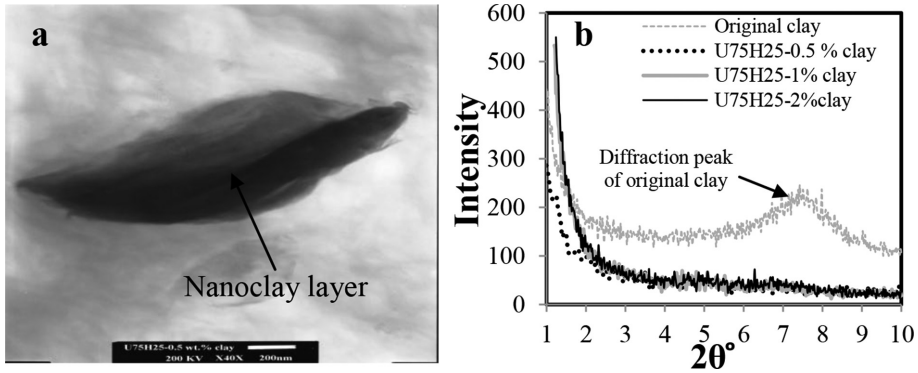 a
Nanoclay layer
U75H25-0.5 wt.% clay
200 KV X40X 200nm
b
Original clay
U75H25-0.5 % clay
U75H25-1% clay
U75H25-2%clay
Diffraction peak
of original clay
Intensity
600
500
400
300
200
100
0
1 2 3 4 5 6 7 8 9 10
2θ°